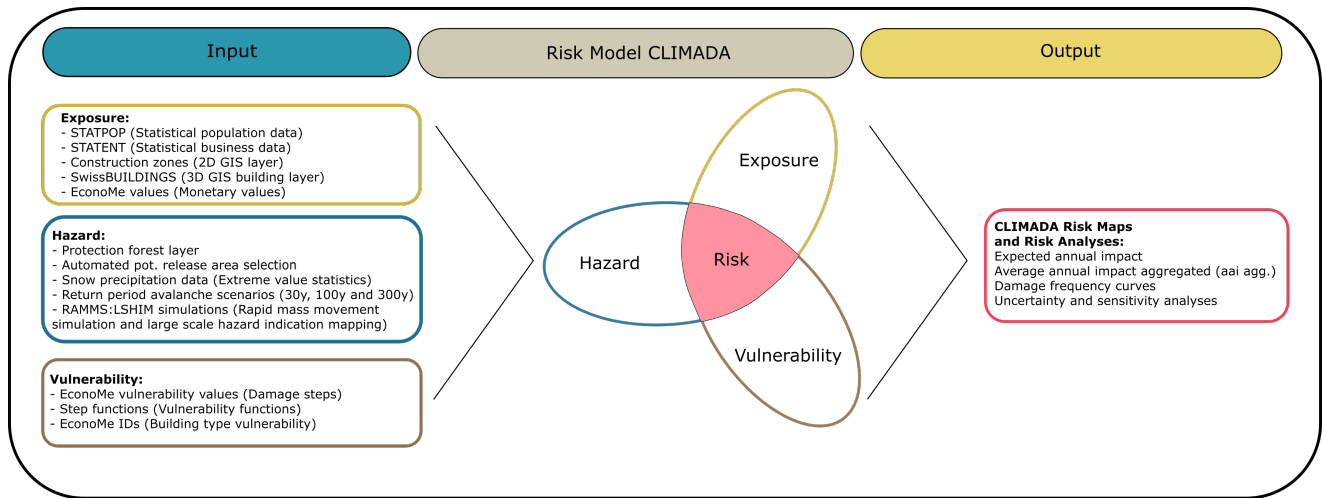 Input
Risk Model CLIMADA
Output
Exposure:
- STATPOP (Statistical population data)
- STATENT (Statistical business data)
- Construction zones (2D GIS layer)
- SwissBUILDINGS (3D GIS building layer)
- EconoMe values (Monetary values)
Hazard:
- Protection forest layer
- Automated pot. release area selection
- Snow precipitation data (Extreme value statistics)
- Return period avalanche scenarios (30y, 100y and 300y)
- RAMMS:LSHIM simulations (Rapid mass movement
simulation and large scale hazard indication mapping)
Vulnerability:
- EconoMe vulnerability values (Damage steps)
- Step functions (Vulnerability functions)
- EconoMe IDs (Building type vulnerability)
Exposure
Hazard
Risk
Vulnerability
CLIMADA Risk Maps
and Risk Analyses:
Expected annual impact
Average annual impact aggregated (aai agg.)
Damage frequency curves
Uncertainty and sensitivity analyses